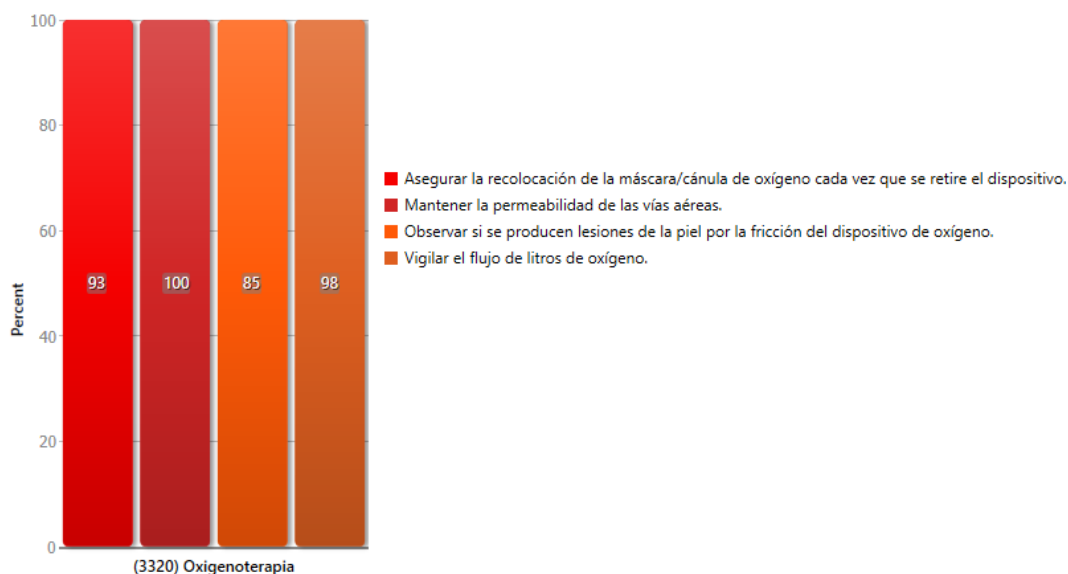 100
80
60
40
20
0
Percent
93
100
85
98
(3320) Oxigenoterapia
Asegurar la recolocación de la máscara/cánula de oxígeno cada vez que se retire el dispositivo.
Mantener la permeabilidad de las vías aéreas.
Observar si se producen lesiones de la piel por la fricción del dispositivo de oxígeno.
Vigilar el flujo de litros de oxígeno.